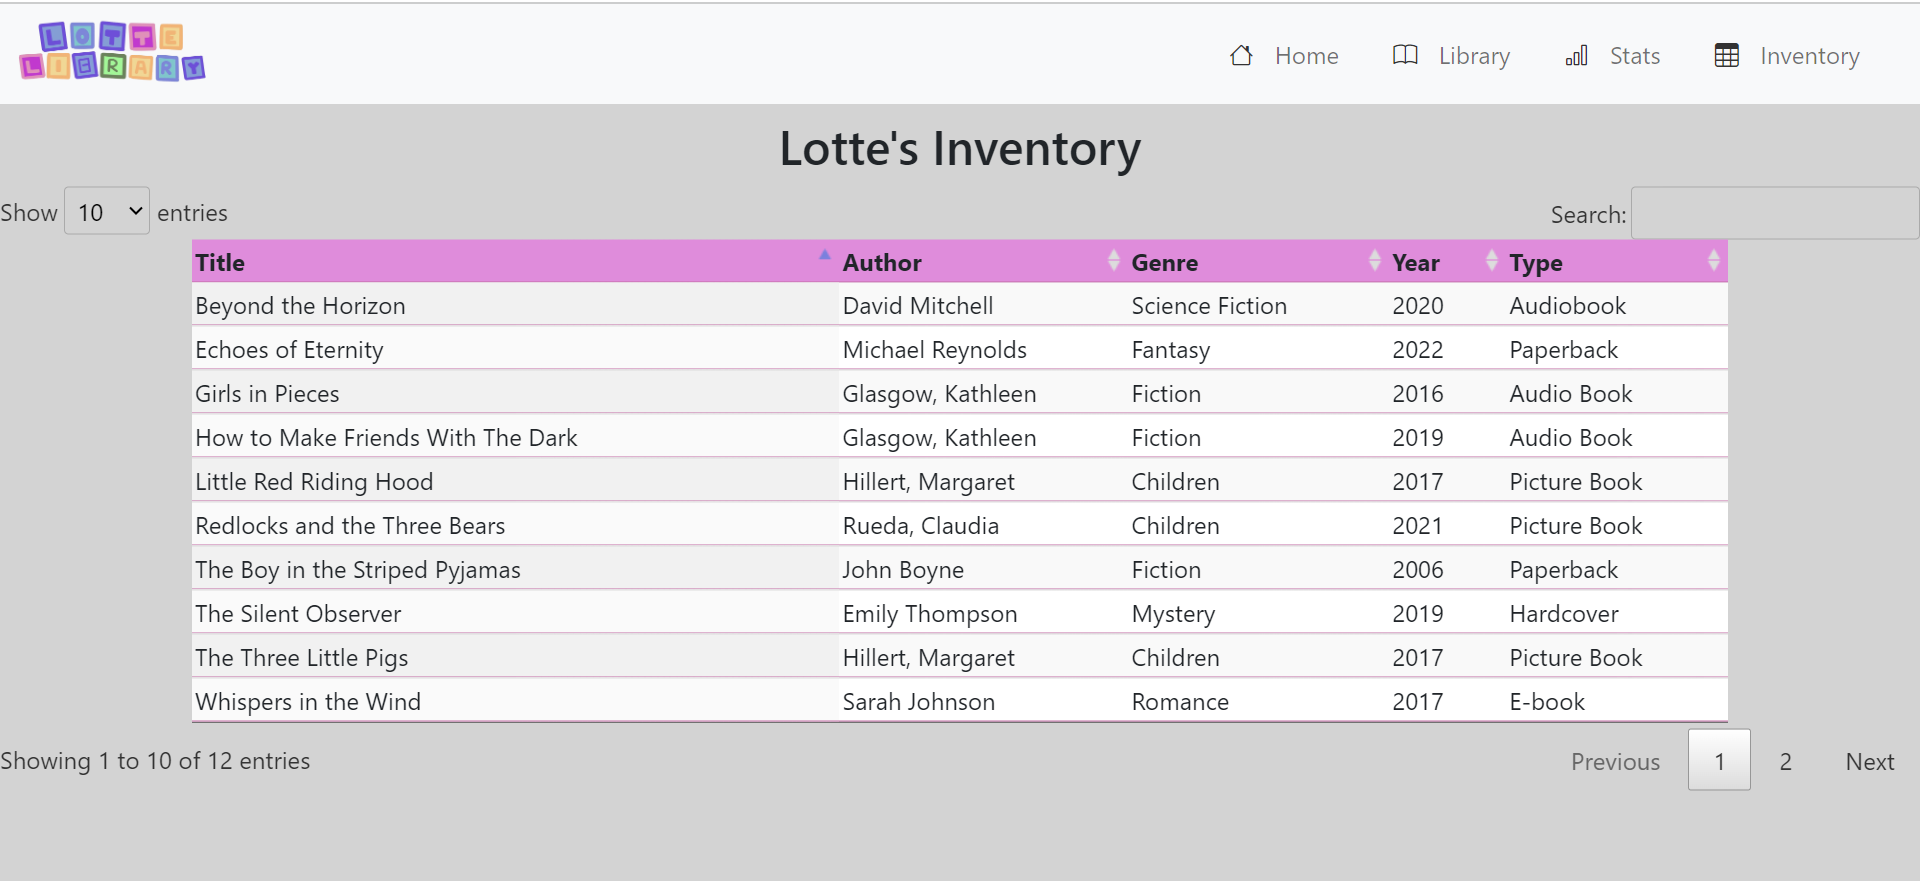 LOTTE
LIBRARY
Home Library Stats Inventory
Lotte's Inventory
Show 10 entries
Search:
Title Author Genre Year Type
Beyond the Horizon David Mitchell Science Fiction 2020 Audiobook
Echoes of Eternity Michael Reynolds Fantasy 2022 Paperback
Girls in Pieces Glasgow, Kathleen Fiction 2016 Audio Book
How to Make Friends With The Dark Glasgow, Kathleen Fiction 2019 Audio Book
Little Red Riding Hood Hillert, Margaret Children 2017 Picture Book
Redlocks and the Three Bears Rueda, Claudia Children 2021 Picture Book
The Boy in the Striped Pyjamas John Boyne Fiction 2006 Paperback
The Silent Observer Emily Thompson Mystery 2019 Hardcover
The Three Little Pigs Hillert, Margaret Children 2017 Picture Book
Whispers in the Wind Sarah Johnson Romance 2017 E-book
Showing 1 to 10 of 12 entries
Previous 1 2 Next